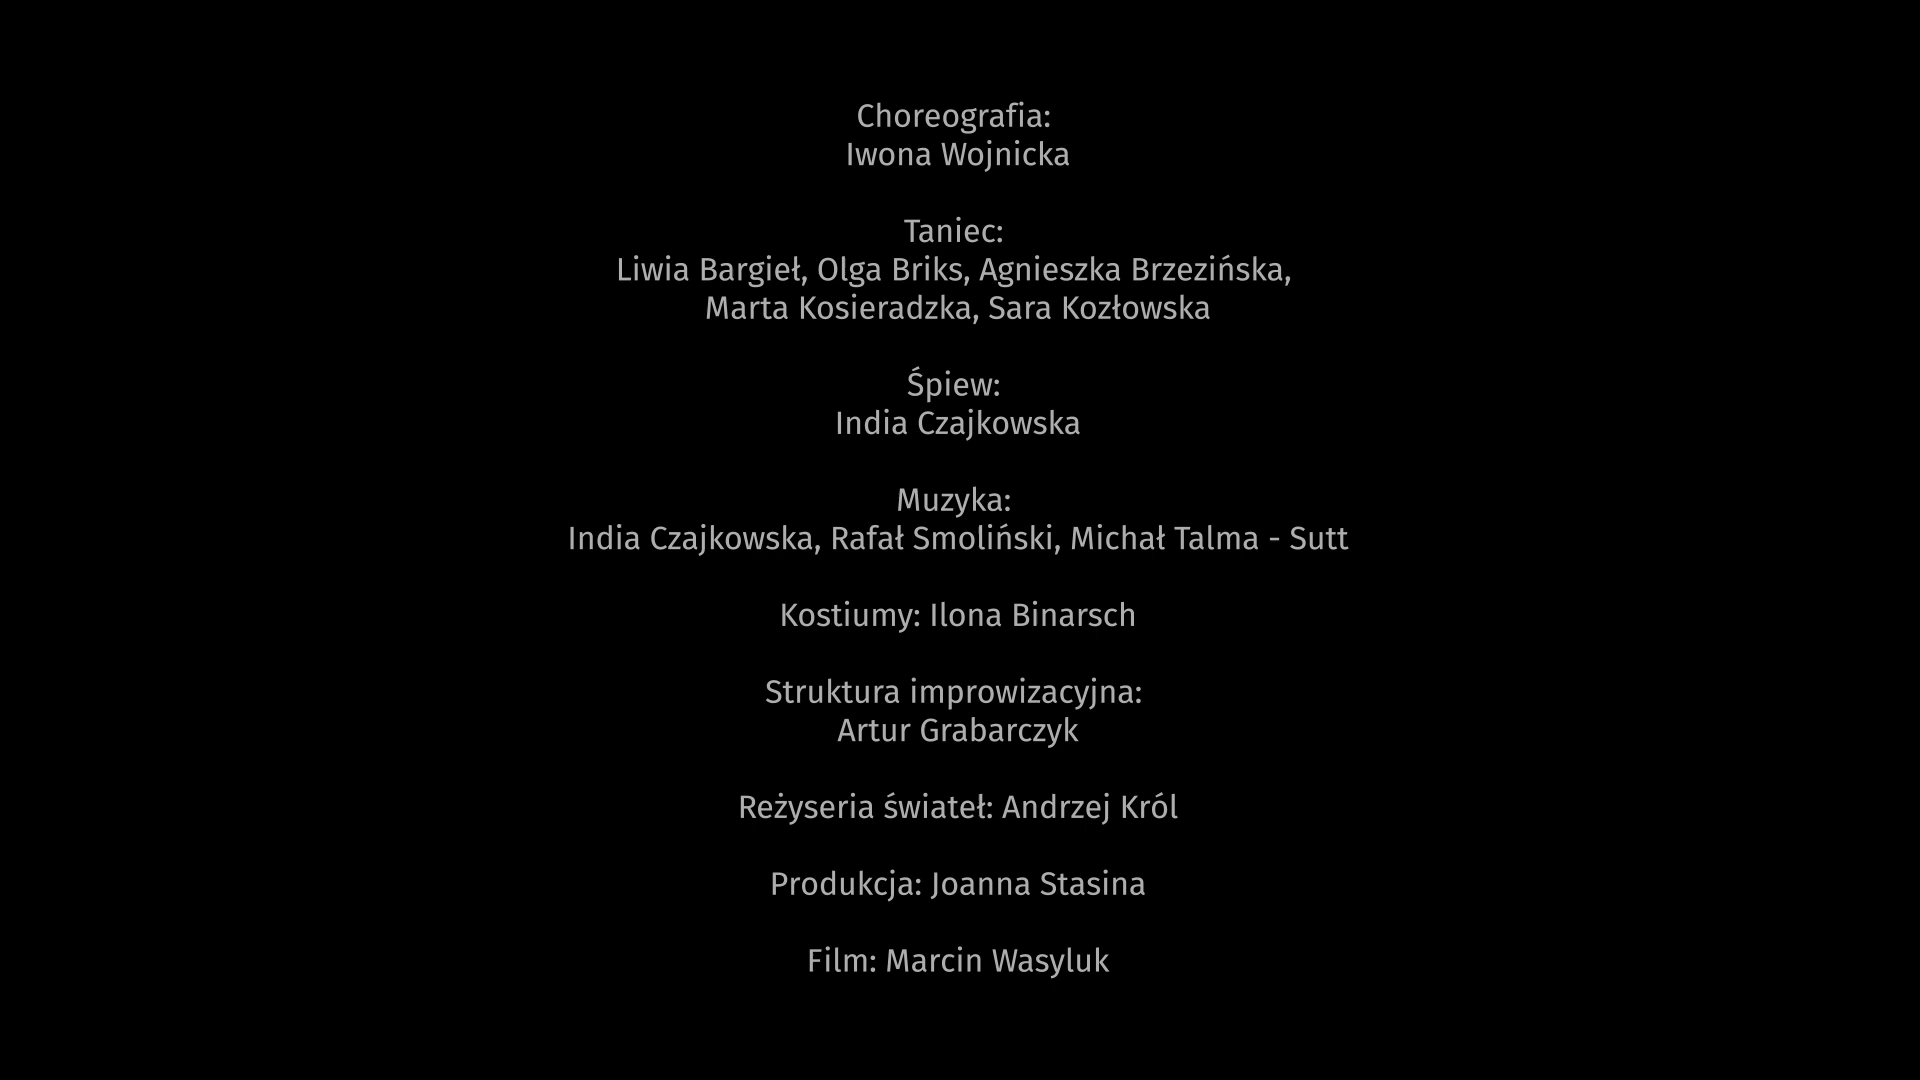 Choreografia:
Iwona Wojnicka
Taniec:
Liwia Bargieł, Olga Briks, Agnieszka Brzezińska,
Marta Kosieradzka, Sara Kozłowska
Śpiew:
India Czajkowska
Muzyka:
India Czajkowska, Rafał Smoliński, Michał Talma - Sutt
Kostiumy: Ilona Binarsch
Struktura improwizacyjna:
Artur Grabarczyk
Reżyseria świateł: Andrzej Król
Produkcja: Joanna Stasina
Film: Marcin Wasyluk